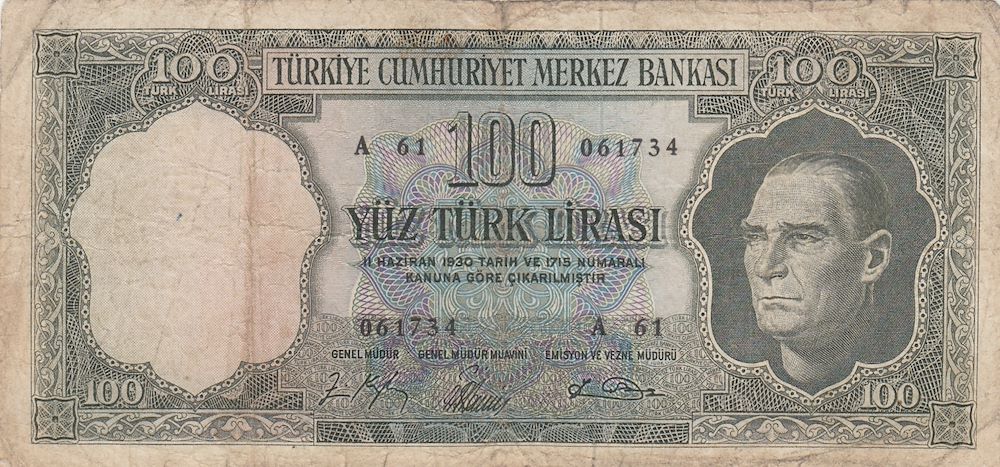 100 TÜRKİYE CUMHURİYET MERKEZ BANKASI 100
TÜRK LİRASI TÜRK LİRASI
100
A 61 061734
YÜZ TÜRK LİRASI
11 HAZİRAN 1930 TARİH VE 1715 NUMARALI
KANUNA GÖRE ÇIKARILMIŞTIR
061734 A 61
GENEL MÜDÜR GENEL MÜDÜR MUAVİNİ EMİSYON VE VEZNE MÜDÜRÜ
100 100